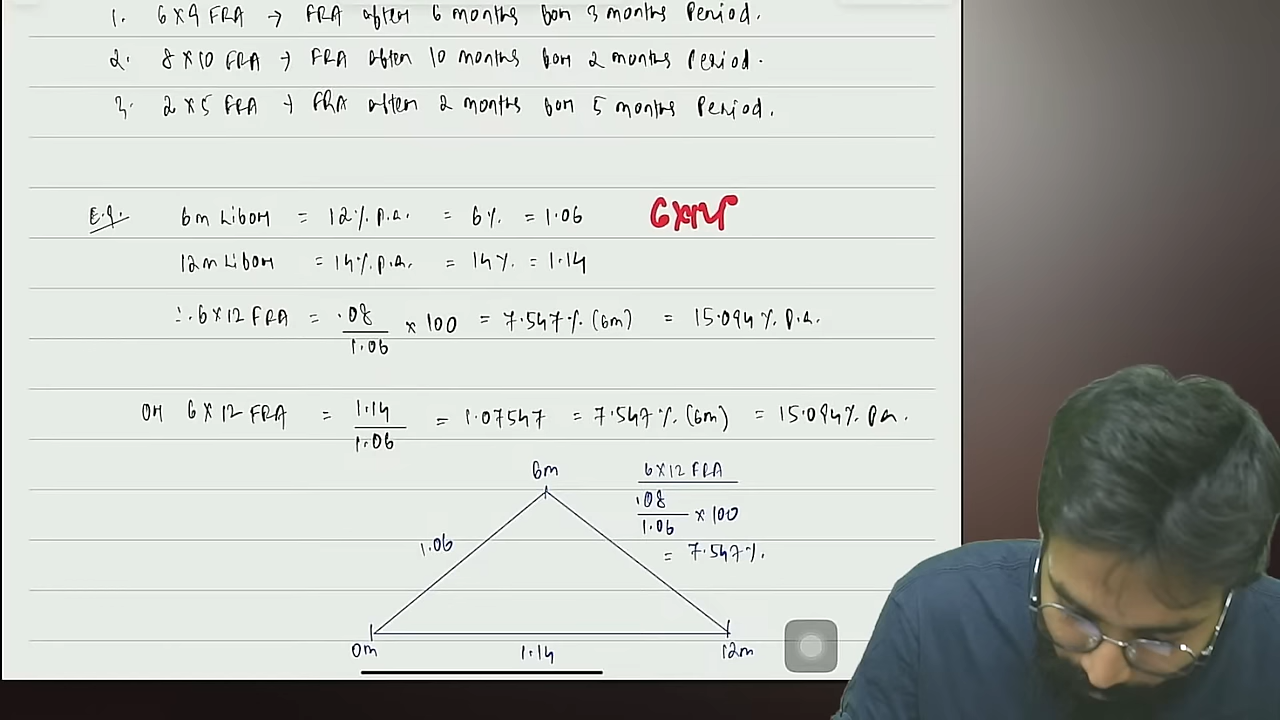 1. 6x9 FRA → FRA after 6 months for 3 months Period.
2. 8x10 FRA → FRA after 10 months for 2 months Period.
3. 2x5 FRA → FRA after 2 months for 5 months Period.
E.g. 6m Libor = 12% p.a. = 6% = 1.06
12m Libor = 14% p.a. = 14% = 1.14
∴ 6x12 FRA = .08 / 1.06 x 100 = 7.547% (6m) = 15.094% P.a.
OR 6x12 FRA = 1.14 / 1.06 = 1.07547 = 7.547% (6m) = 15.094% Pa.
6m
6x12 FRA
.08 / 1.06 x 100
= 7.547%.
1.06
0m
1.14
12m